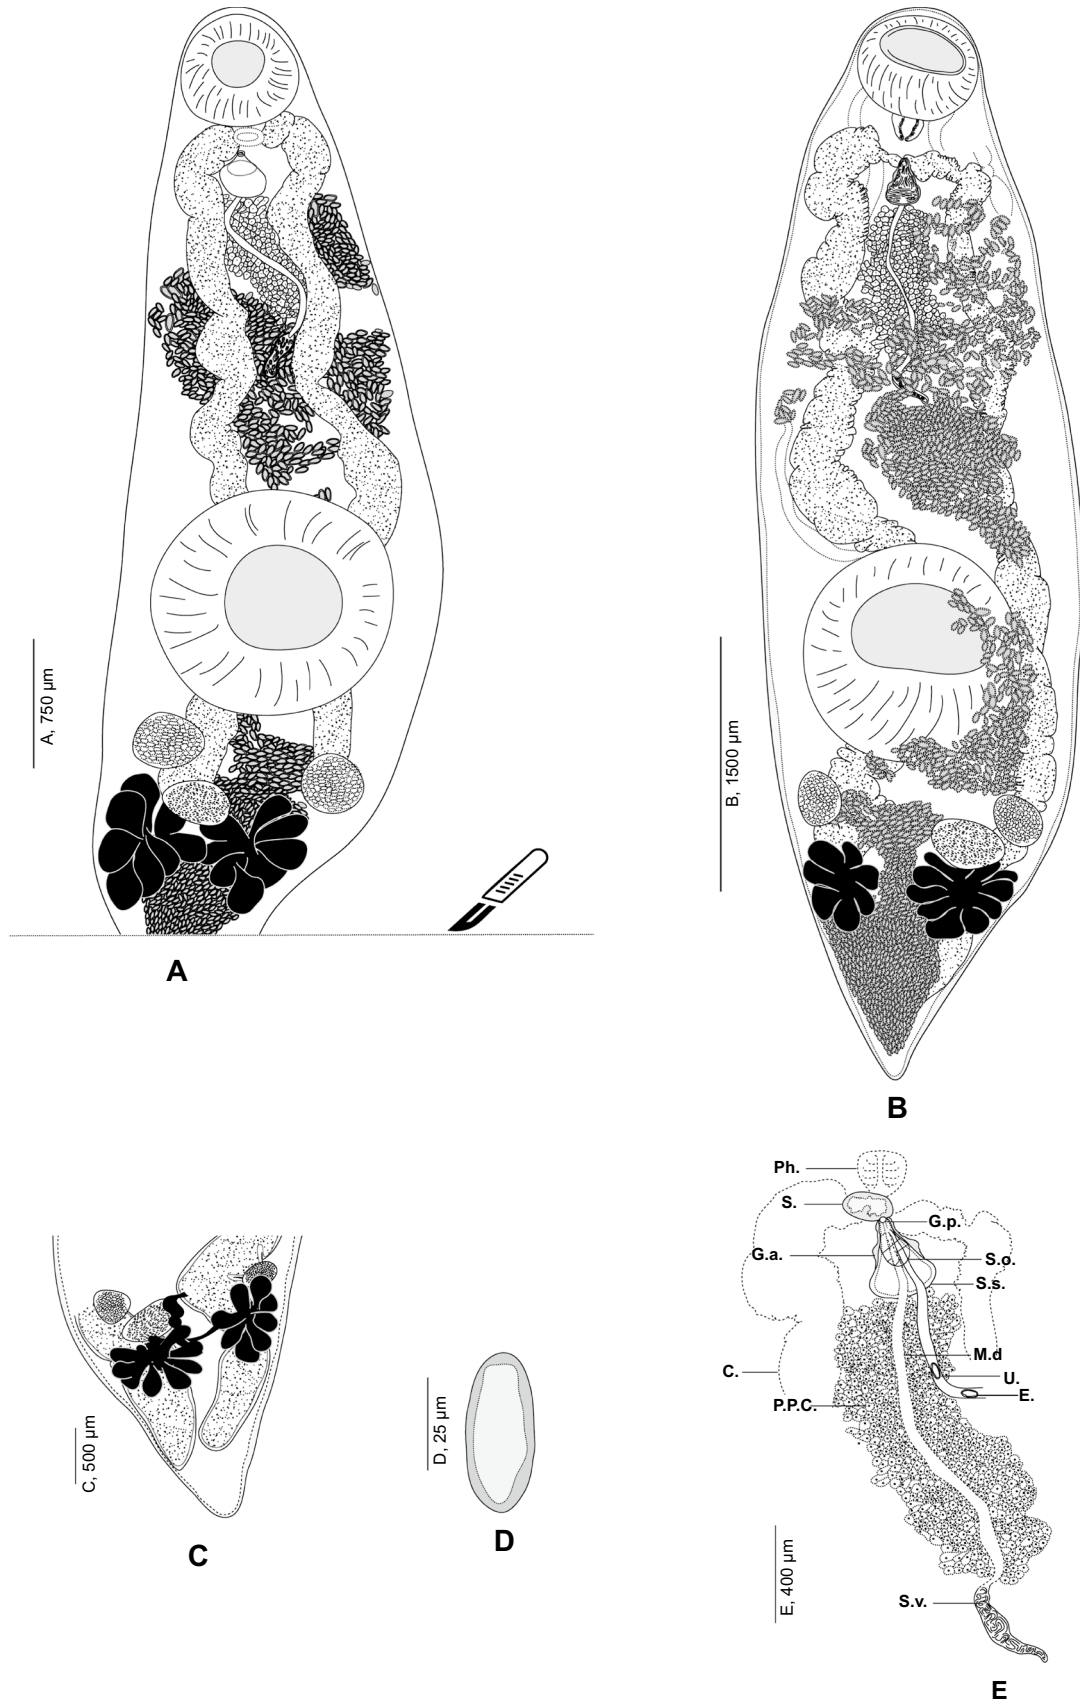 A, 750 µm
B, 1500 µm
A
B
Ph.
S.
G.p.
G.a.
S.o.
S.s.
M.d
C.
U.
E.
P.P.C.
C, 500 µm
D, 25 µm
D
C
E, 400 µm
S.v.
E